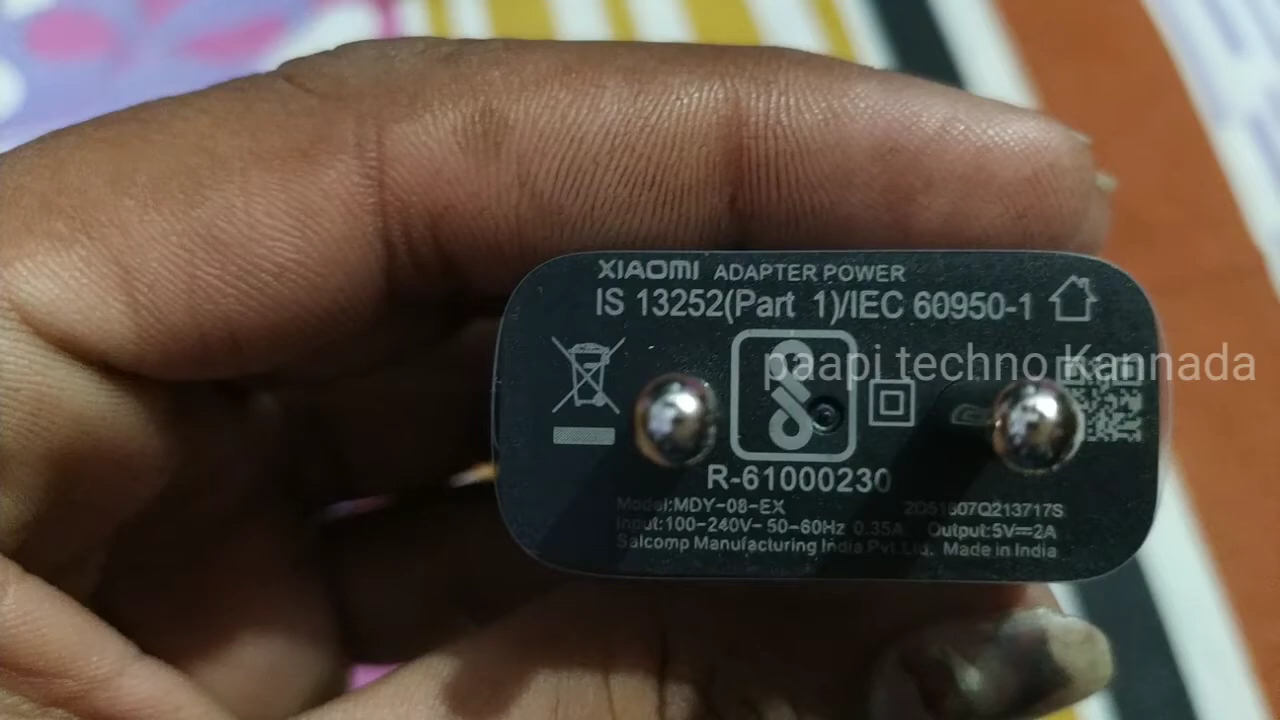 XIAOMI ADAPTER POWER
IS 13252(Part 1)/IEC 60950-1
paapi techno Kannada
R-61000230
Model:MDY-08-EX 2D51607Q213717S
Input:100-240V~ 50-60Hz 0.35A Output:5V⎓2A
Salcomp Manufacturing India Pvt.Ltd. Made in India